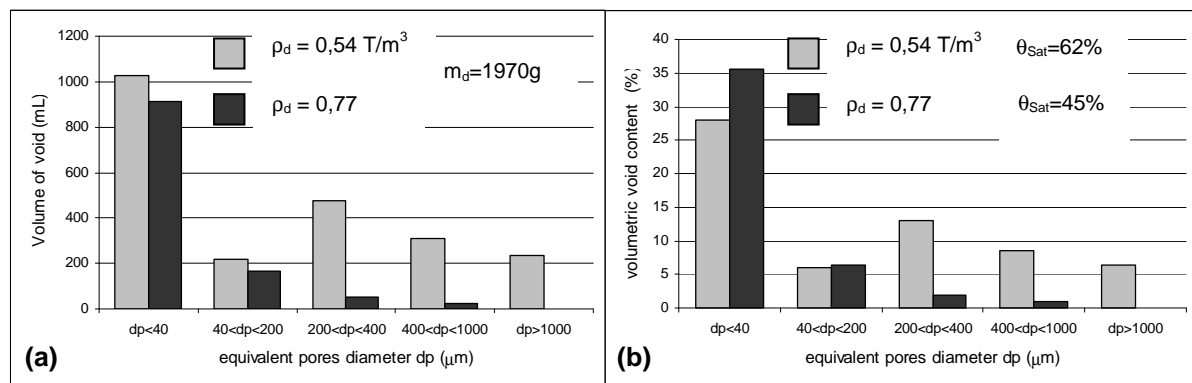 1200
1000
800
600
400
200
0
Volume of void (mL)
ρd = 0,54 T/m³
md=1970g
ρd = 0,77
dp<40
40<dp<200
200<dp<400
400<dp<1000
dp>1000
equivalent pores diameter dp (μm)
(a)
40
35
30
25
20
15
10
5
0
volumetric void content (%)
ρd = 0,54 T/m³
θSat=62%
ρd = 0,77
θSat=45%
dp<40
40<dp<200
200<dp<400
400<dp<1000
dp>1000
equivalent pores diameter dp (μm)
(b)